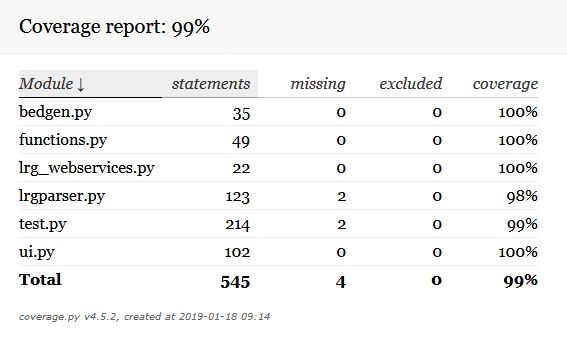 Coverage report: 99%
Module ↓ statements missing excluded coverage
bedgen.py 35 0 0 100%
functions.py 49 0 0 100%
lrg_webservices.py 22 0 0 100%
lrgparser.py 123 2 0 98%
test.py 214 2 0 99%
ui.py 102 0 0 100%
Total 545 4 0 99%
coverage.py v4.5.2, created at 2019-01-18 09:14